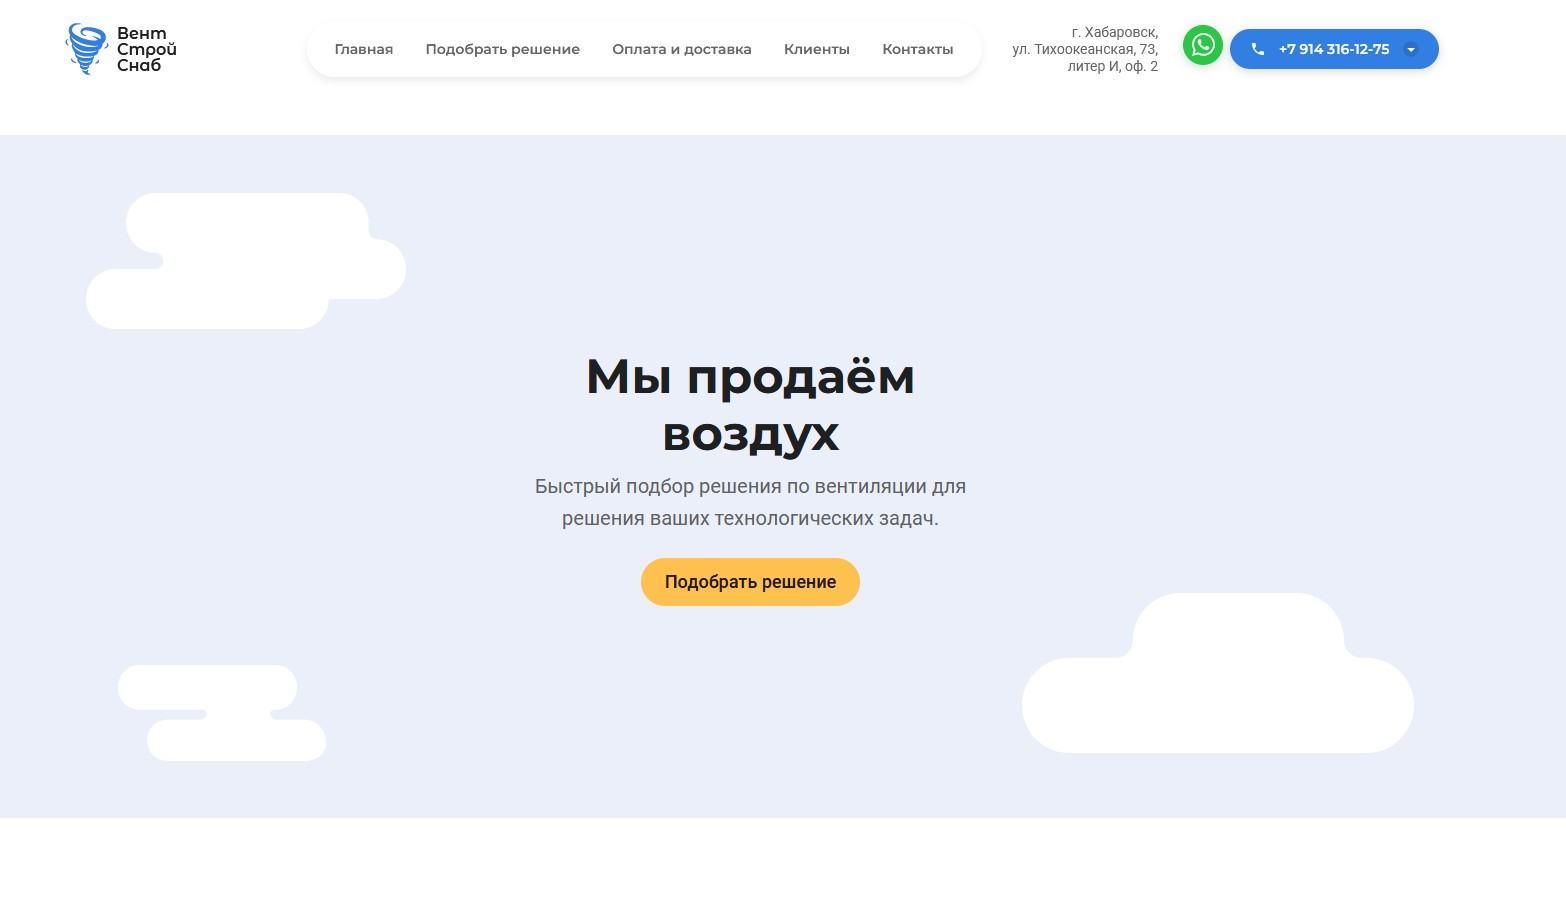 Вент
Строй
Снаб
Главная
Подобрать решение
Оплата и доставка
Клиенты
Контакты
г. Хабаровск,
ул. Тихоокеанская, 73,
литер И, оф. 2
+7 914 316-12-75
Мы продаём
воздух
Быстрый подбор решения по вентиляции для
решения ваших технологических задач.
Подобрать решение